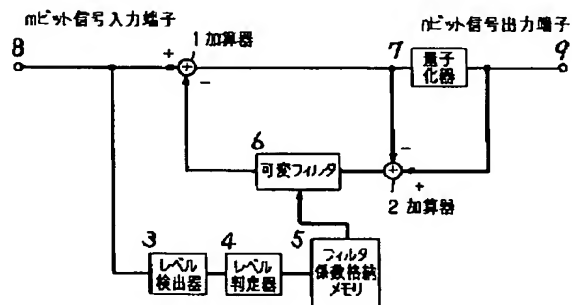 mビット信号入力端子
nビット信号出力端子
8
1 加算器
7
9
+
-
量子
化器
6
-
可変フィルタ
+
2 加算器
3
4
5
レベル
検出器
レベル
判定器
フィルタ
係数格納
メモリ